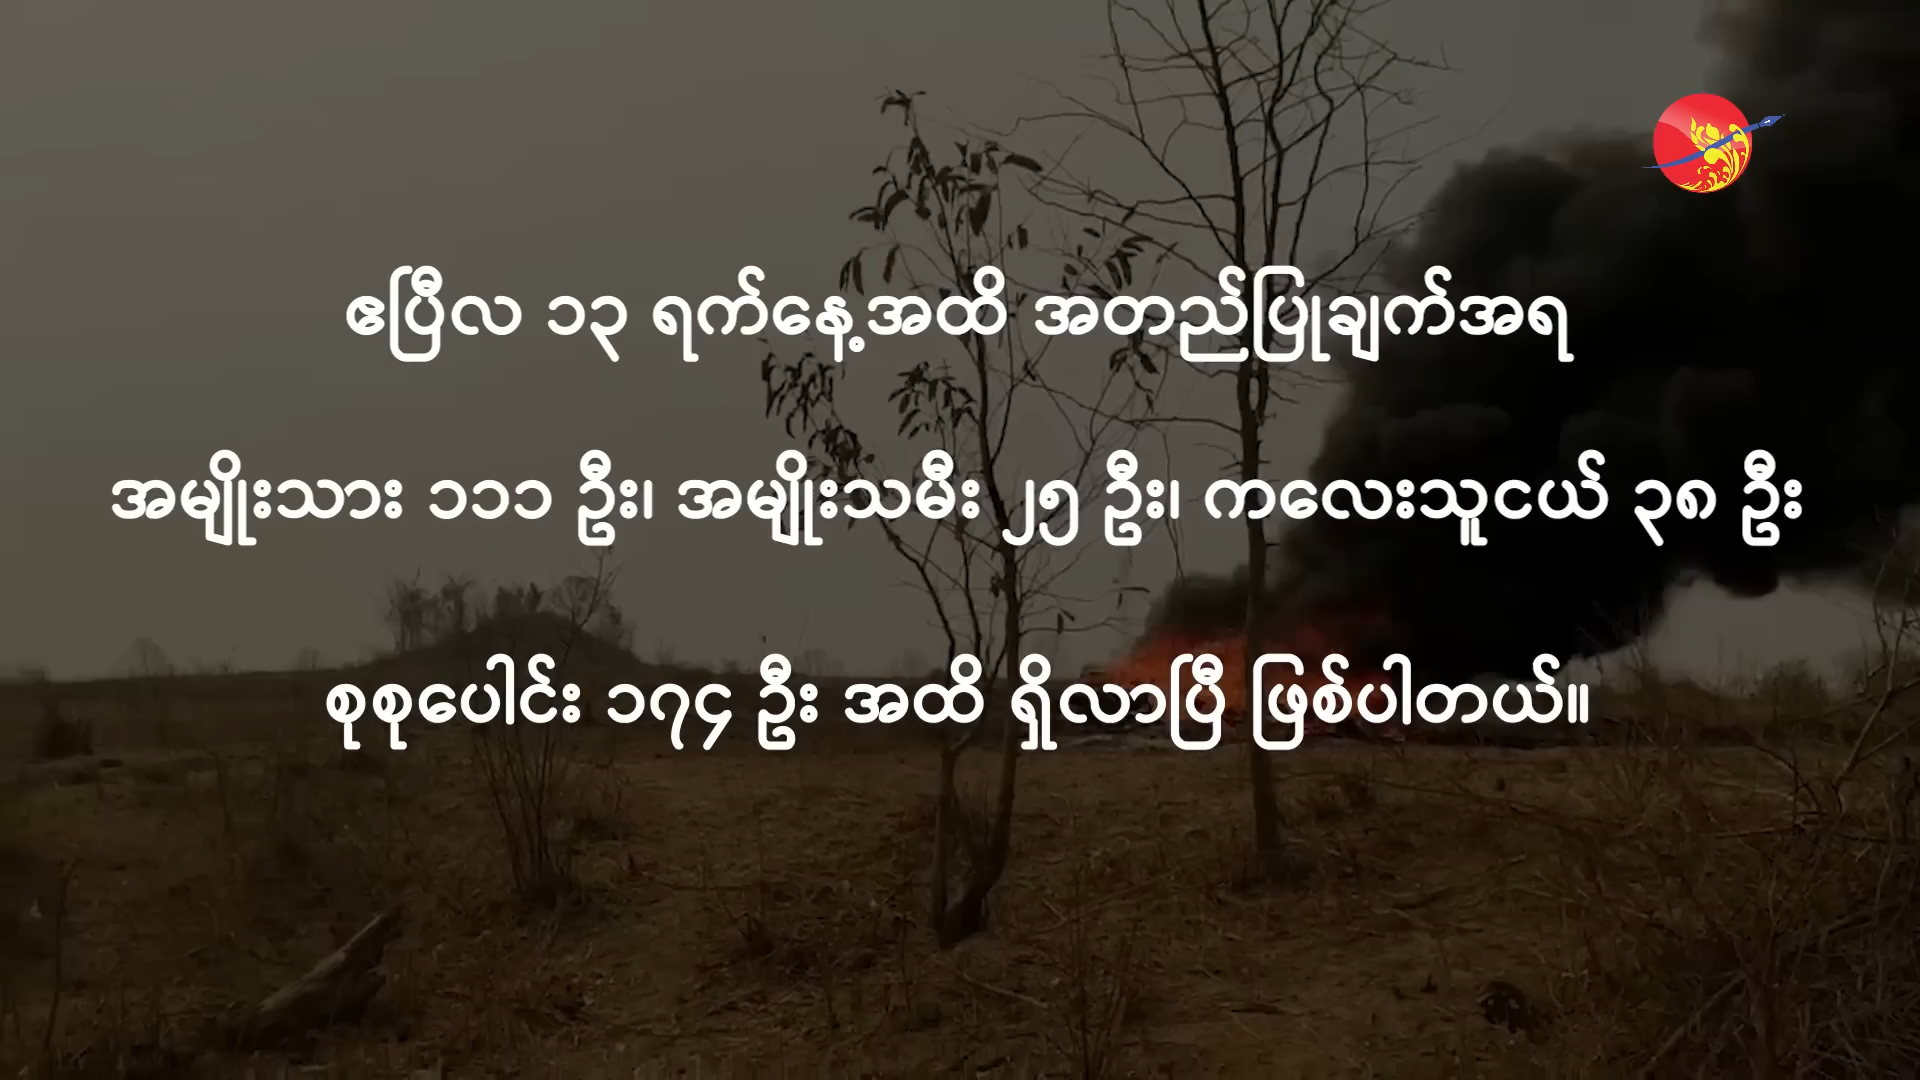 ဧပြီလ ၁၃ ရက်နေ့အထိ အတည်ပြုချက်အရ
အမျိုးသား ၁၁၁ ဦး၊ အမျိုးသမီး ၂၅ ဦး၊ ကလေးသူငယ် ၃၈ ဦး
စုစုပေါင်း ၁၇၄ ဦး အထိ ရှိလာပြီ ဖြစ်ပါတယ်။